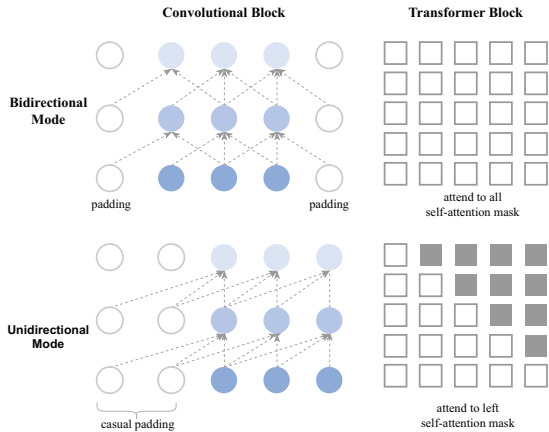 Convolutional Block
Transformer Block
Bidirectional
Mode
padding
padding
attend to all
self-attention mask
Unidirectional
Mode
casual padding
attend to left
self-attention mask